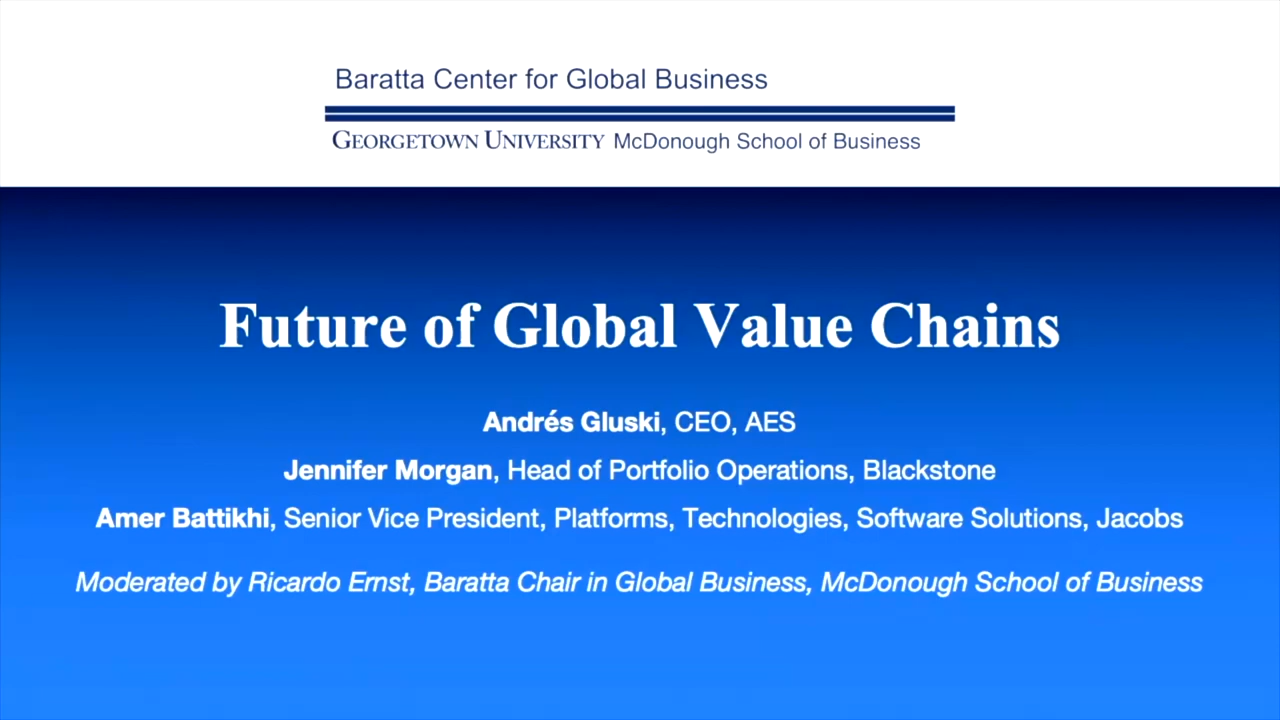 Baratta Center for Global Business
GEORGETOWN UNIVERSITY McDonough School of Business
Future of Global Value Chains
Andrés Gluski, CEO, AES
Jennifer Morgan, Head of Portfolio Operations, Blackstone
Amer Battikhi, Senior Vice President, Platforms, Technologies, Software Solutions, Jacobs
Moderated by Ricardo Ernst, Baratta Chair in Global Business, McDonough School of Business